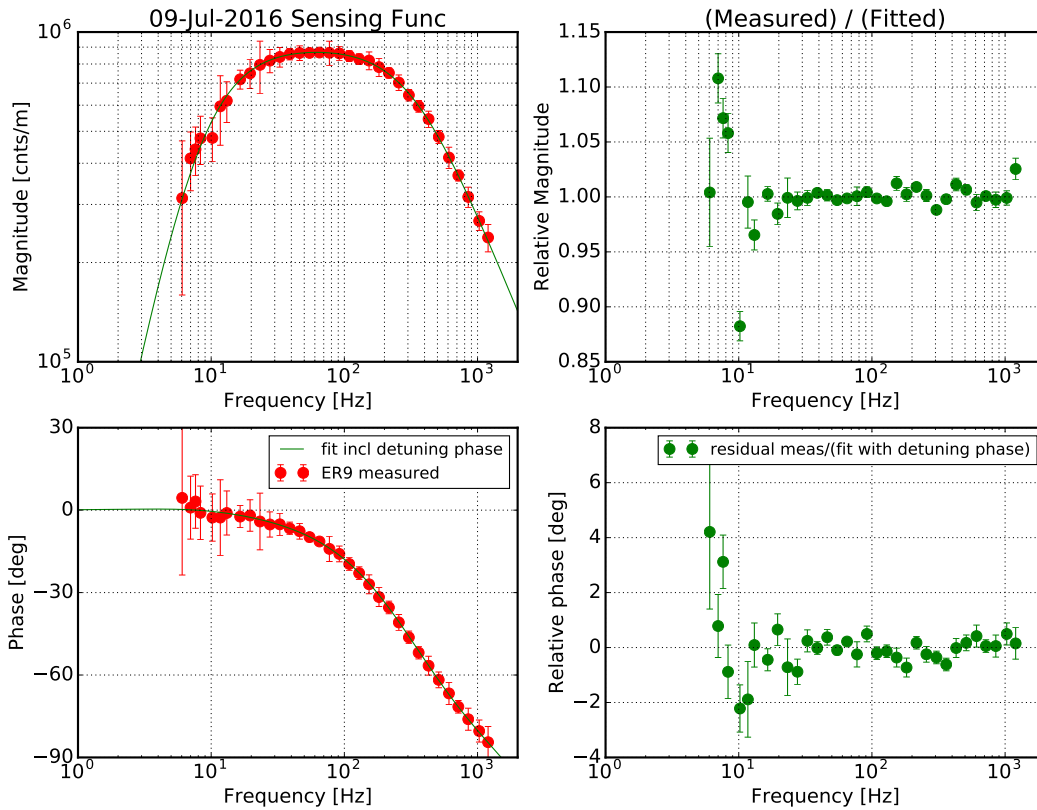 09-Jul-2016 Sensing Func
10^6
10^5
Magnitude [cnts/m]
10^0 10^1 10^2 10^3
Frequency [Hz]
(Measured) / (Fitted)
1.15
1.10
1.05
1.00
0.95
0.90
0.85
Relative Magnitude
10^0 10^1 10^2 10^3
Frequency [Hz]
30
0
−30
−60
−90
Phase [deg]
fit incl detuning phase
ER9 measured
10^0 10^1 10^2 10^3
Frequency [Hz]
8
6
4
2
0
−2
−4
Relative phase [deg]
residual meas/(fit with detuning phase)
10^0 10^1 10^2 10^3
Frequency [Hz]